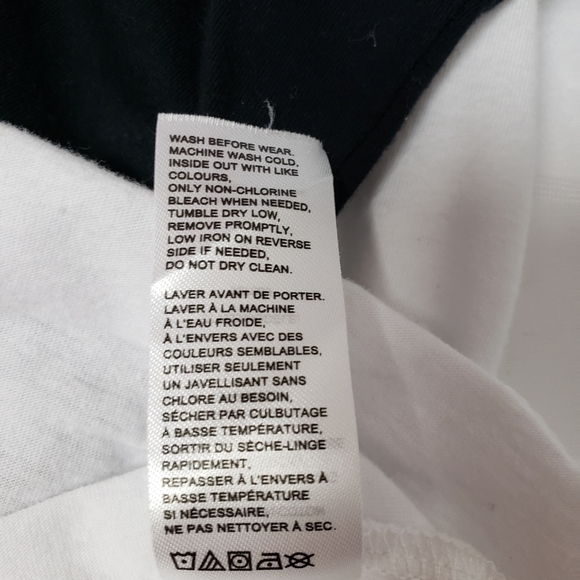 WASH BEFORE WEAR.
MACHINE WASH COLD,
INSIDE OUT WITH LIKE
COLOURS,
ONLY NON-CHLORINE
BLEACH WHEN NEEDED,
TUMBLE DRY LOW,
REMOVE PROMPTLY,
LOW IRON ON REVERSE
SIDE IF NEEDED,
DO NOT DRY CLEAN.
LAVER AVANT DE PORTER.
LAVER À LA MACHINE
À L'EAU FROIDE,
À L'ENVERS AVEC DES
COULEURS SEMBLABLES,
UTILISER SEULEMENT
UN JAVELLISANT SANS
CHLORE AU BESOIN,
SÉCHER PAR CULBUTAGE
À BASSE TEMPÉRATURE,
SORTIR DU SÈCHE-LINGE
RAPIDEMENT,
REPASSER À L'ENVERS À
BASSE TEMPÉRATURE
SI NÉCESSAIRE,
NE PAS NETTOYER À SEC.